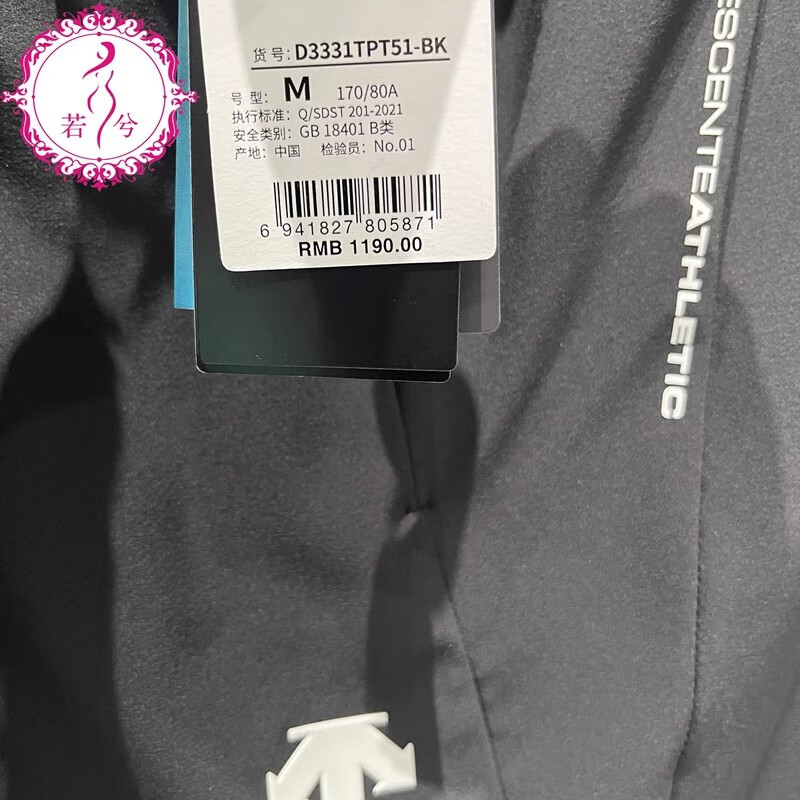 若兮
货号: D3331TPT51-BK
号型: M 170/80A
执行标准: Q/SDST 201-2021
安全类别: GB 18401 B类
产地: 中国 检验员: No.01
6 941827 805871
RMB 1190.00
ESCENTEATHLETIC